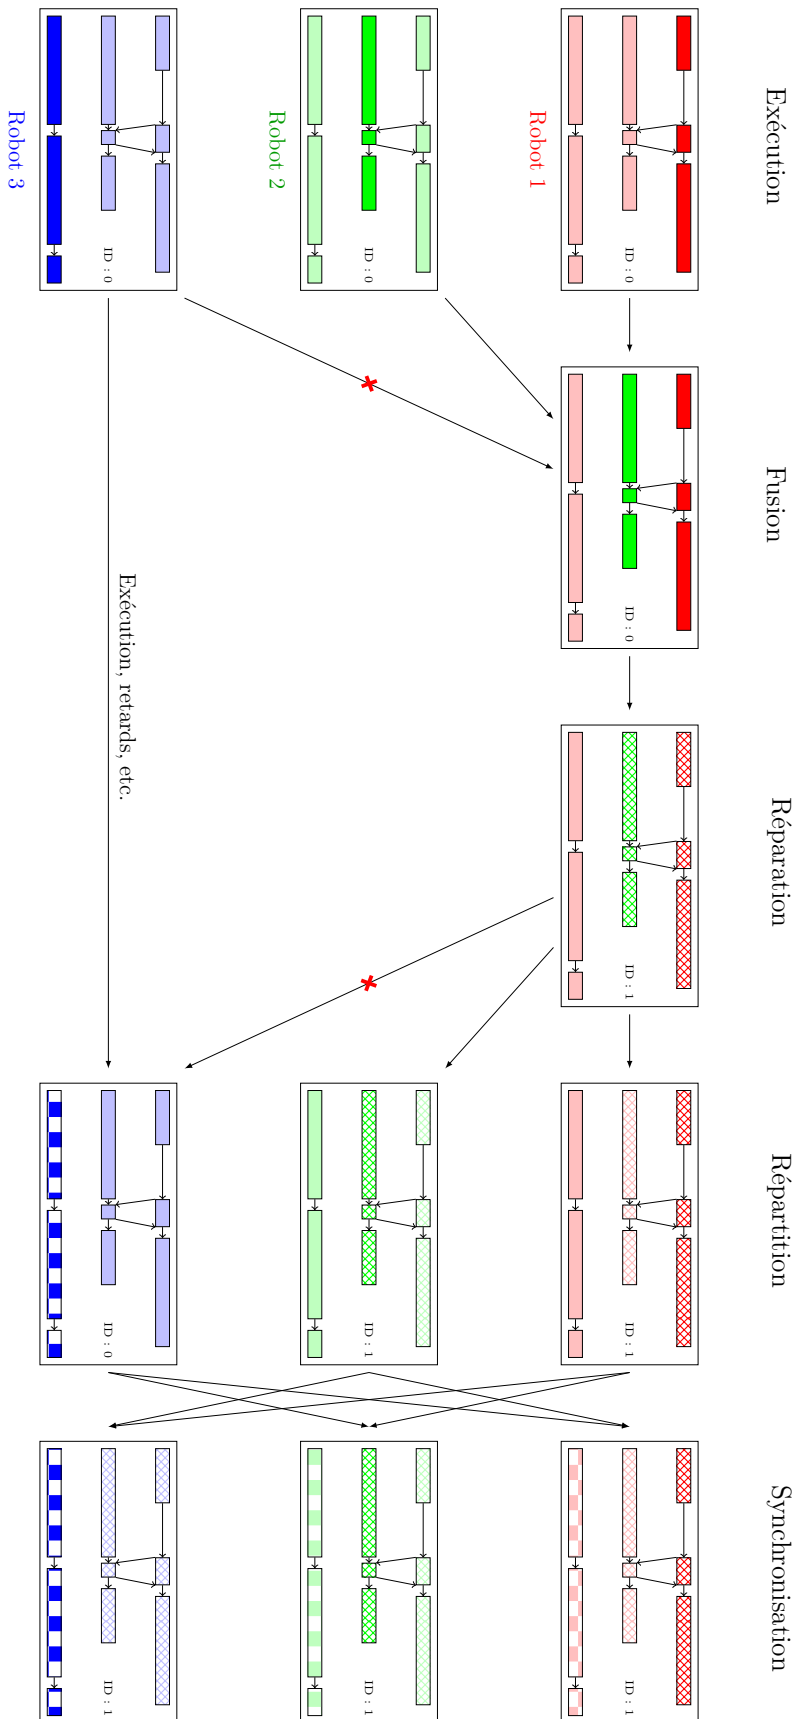 Exécution
Fusion
Réparation
Répartition
Synchronisation
Robot 1
ID : 0
ID : 0
ID : 1
ID : 1
ID : 1
Robot 2
ID : 0
ID : 1
ID : 1
Exécution, retards, etc.
Robot 3
ID : 0
ID : 0
ID : 1